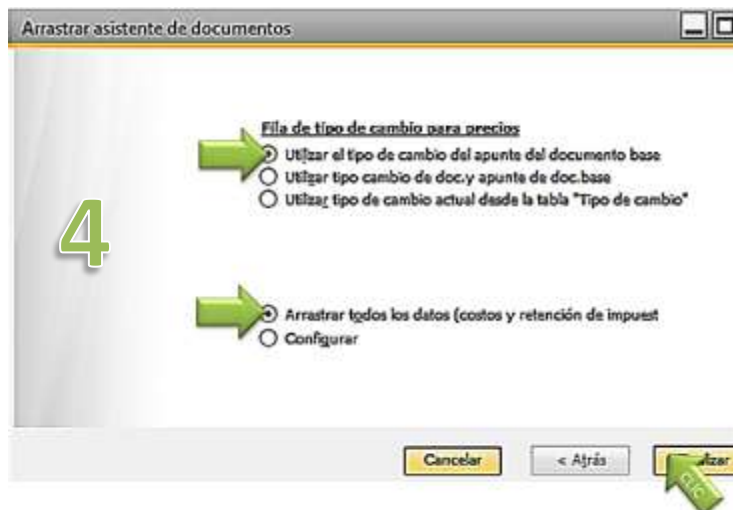 Arrastrar asistente de documentos
Fila de tipo de cambio para precios
Utilizar el tipo de cambio del apunte del documento base
Utilizar tipo cambio de doc.y apunte de doc.base
Utilizar tipo de cambio actual desde la tabla "Tipo de cambio"
4
Arrastrar todos los datos (costos y retención de impuest
Configurar
Cancelar
< Atrás
CLIC